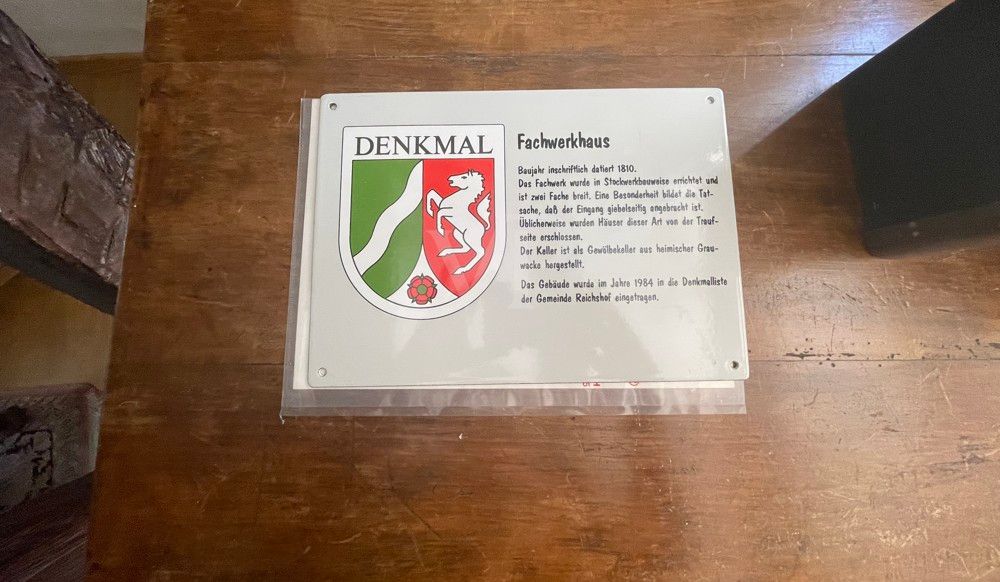 DENKMAL
Fachwerkhaus
Baujahr inschriftlich datiert 1810.
Das Fachwerk wurde in Stockwerkbauweise errichtet und
ist zwei Fache breit. Eine Besonderheit bildet die Tat-
sache, daß der Eingang giebelseitig angebracht ist.
Üblicherweise wurden Häuser dieser Art von der Trauf-
seite erschlossen.
Der Keller ist als Gewölbekeller aus heimischer Grau-
wacke hergestellt.
Das Gebäude wurde im Jahre 1984 in die Denkmalliste
der Gemeinde Reichshof eingetragen.